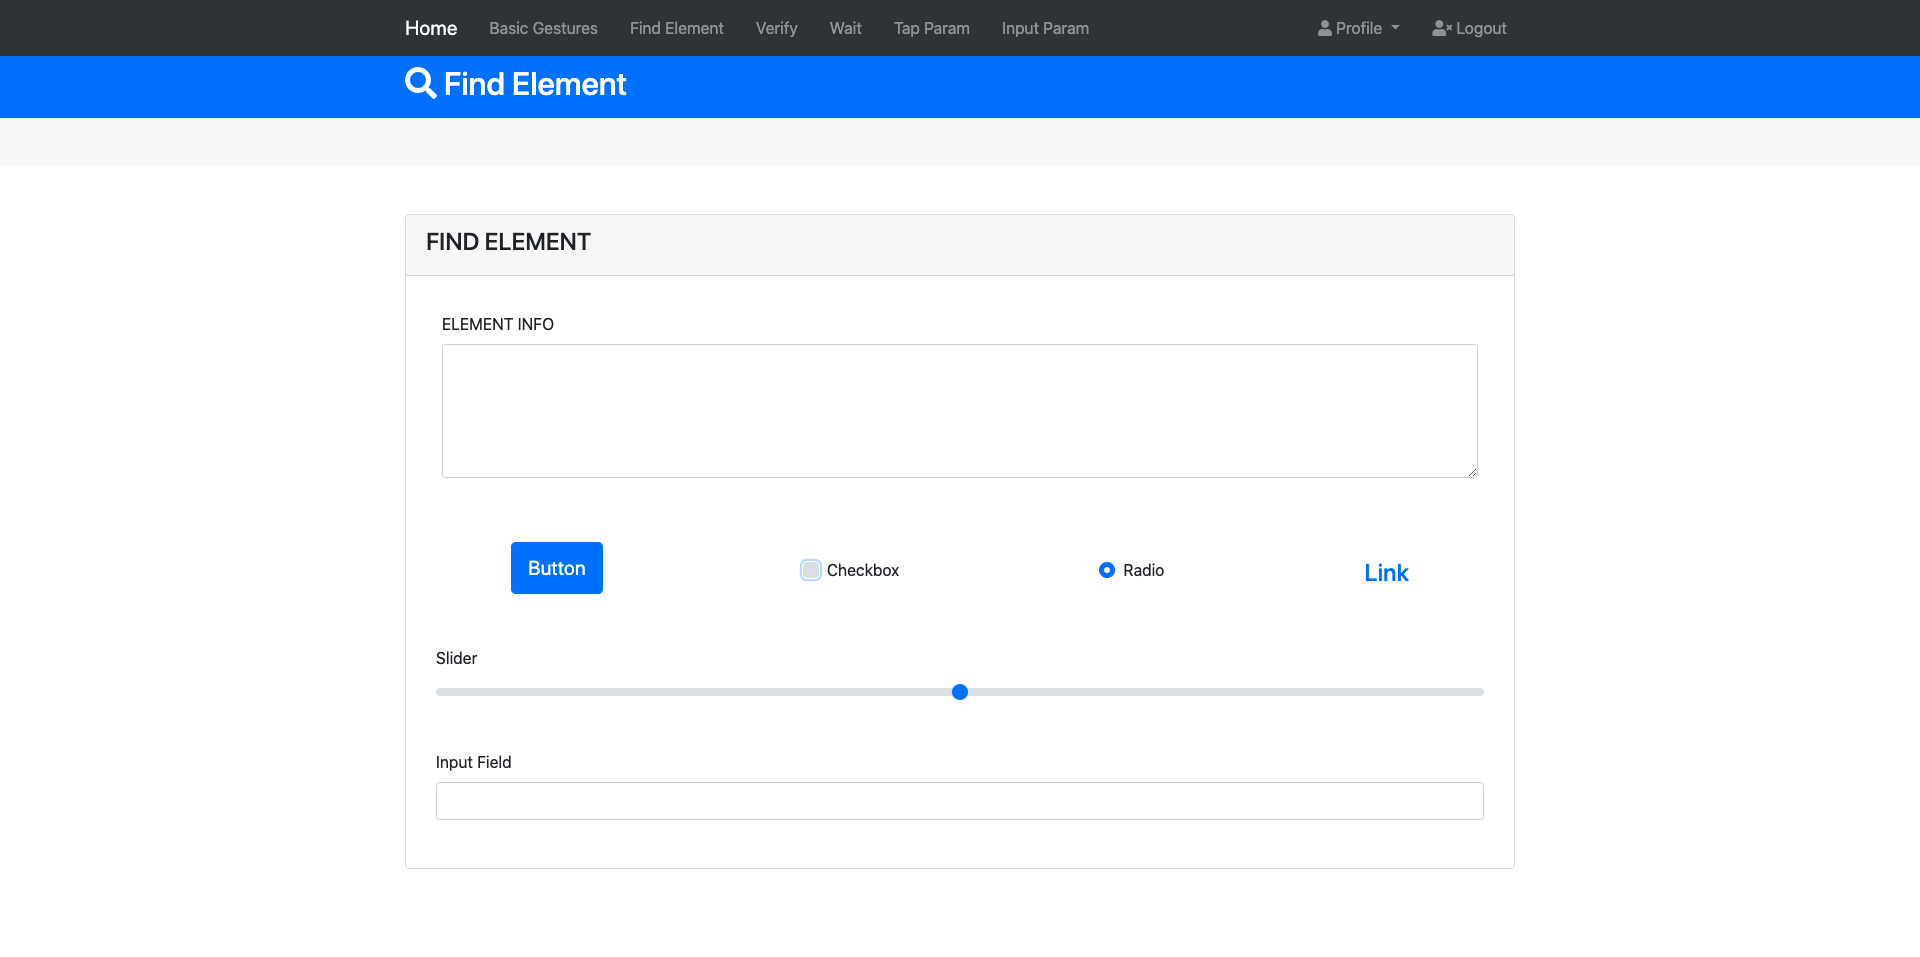 Home Basic Gestures Find Element Verify Wait Tap Param Input Param Profile Logout
Find Element
FIND ELEMENT
ELEMENT INFO
Button Checkbox Radio Link
Slider
Input Field